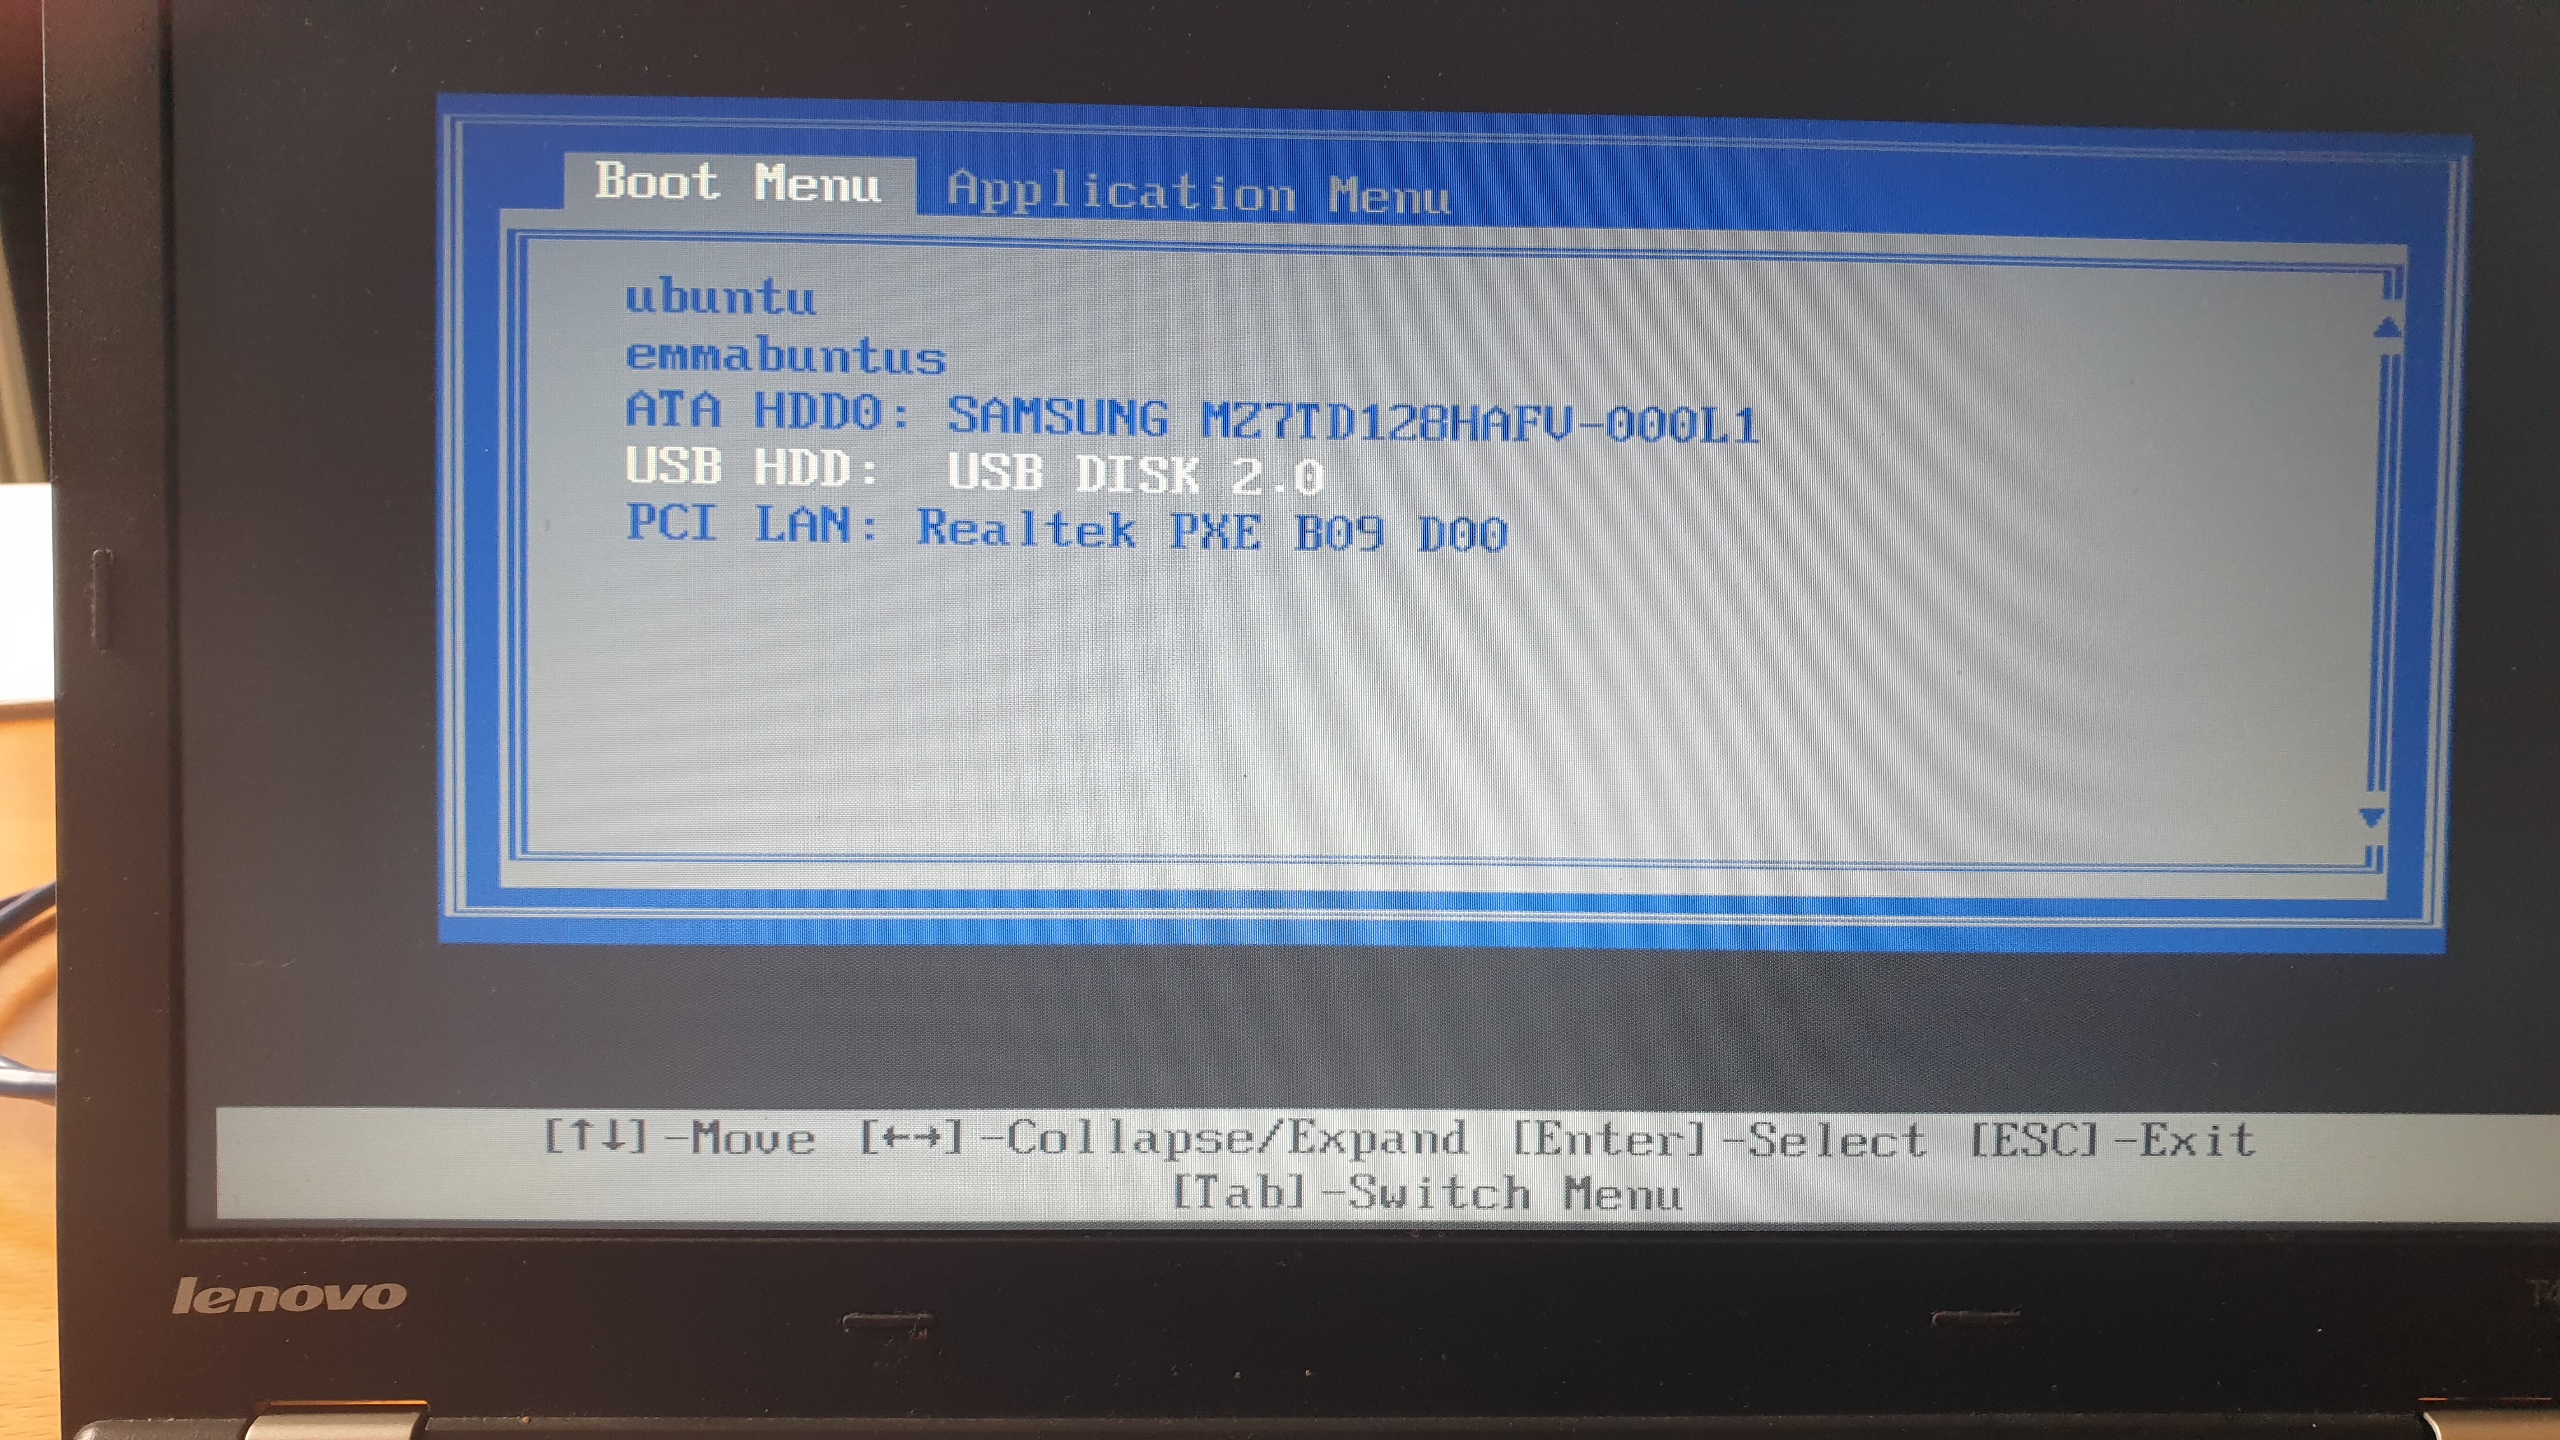 Boot Menu Application Menu
ubuntu
emmabuntus
ATA HDD0: SAMSUNG MZ7TD128HAFV-000L1
USB HDD: USB DISK 2.0
PCI LAN: Realtek PXE B09 D00
[↑↓]-Move [←→]-Collapse/Expand [Enter]-Select [ESC]-Exit
[Tab]-Switch Menu
lenovo